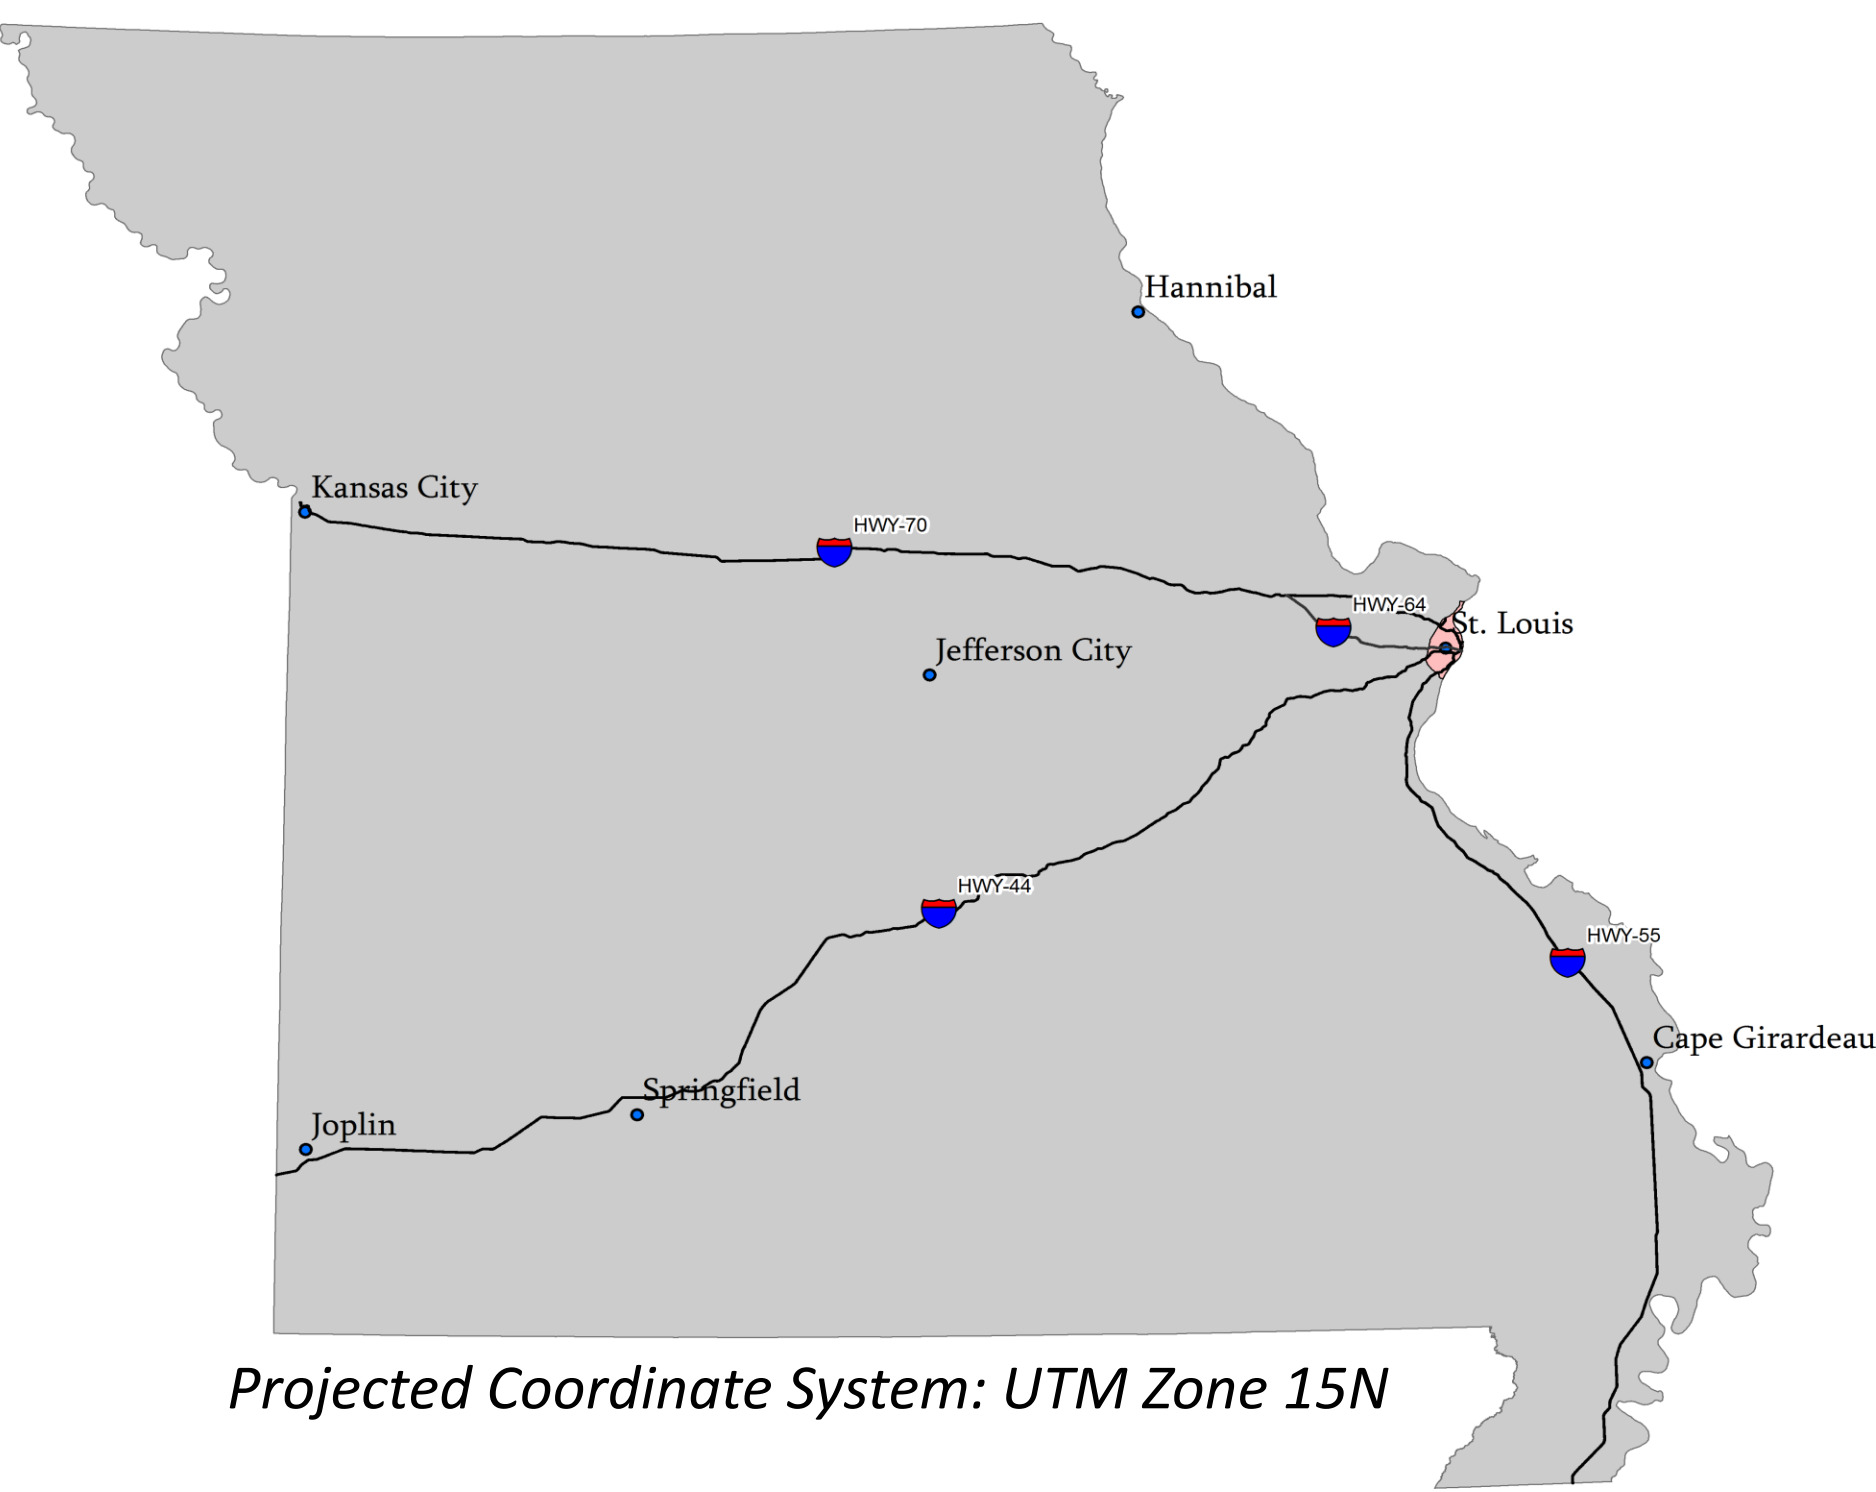 Hannibal
Kansas City
HWY-70
HWY-64
St. Louis
Jefferson City
HWY-44
HWY-55
Cape Girardeau
Springfield
Joplin
Projected Coordinate System: UTM Zone 15N